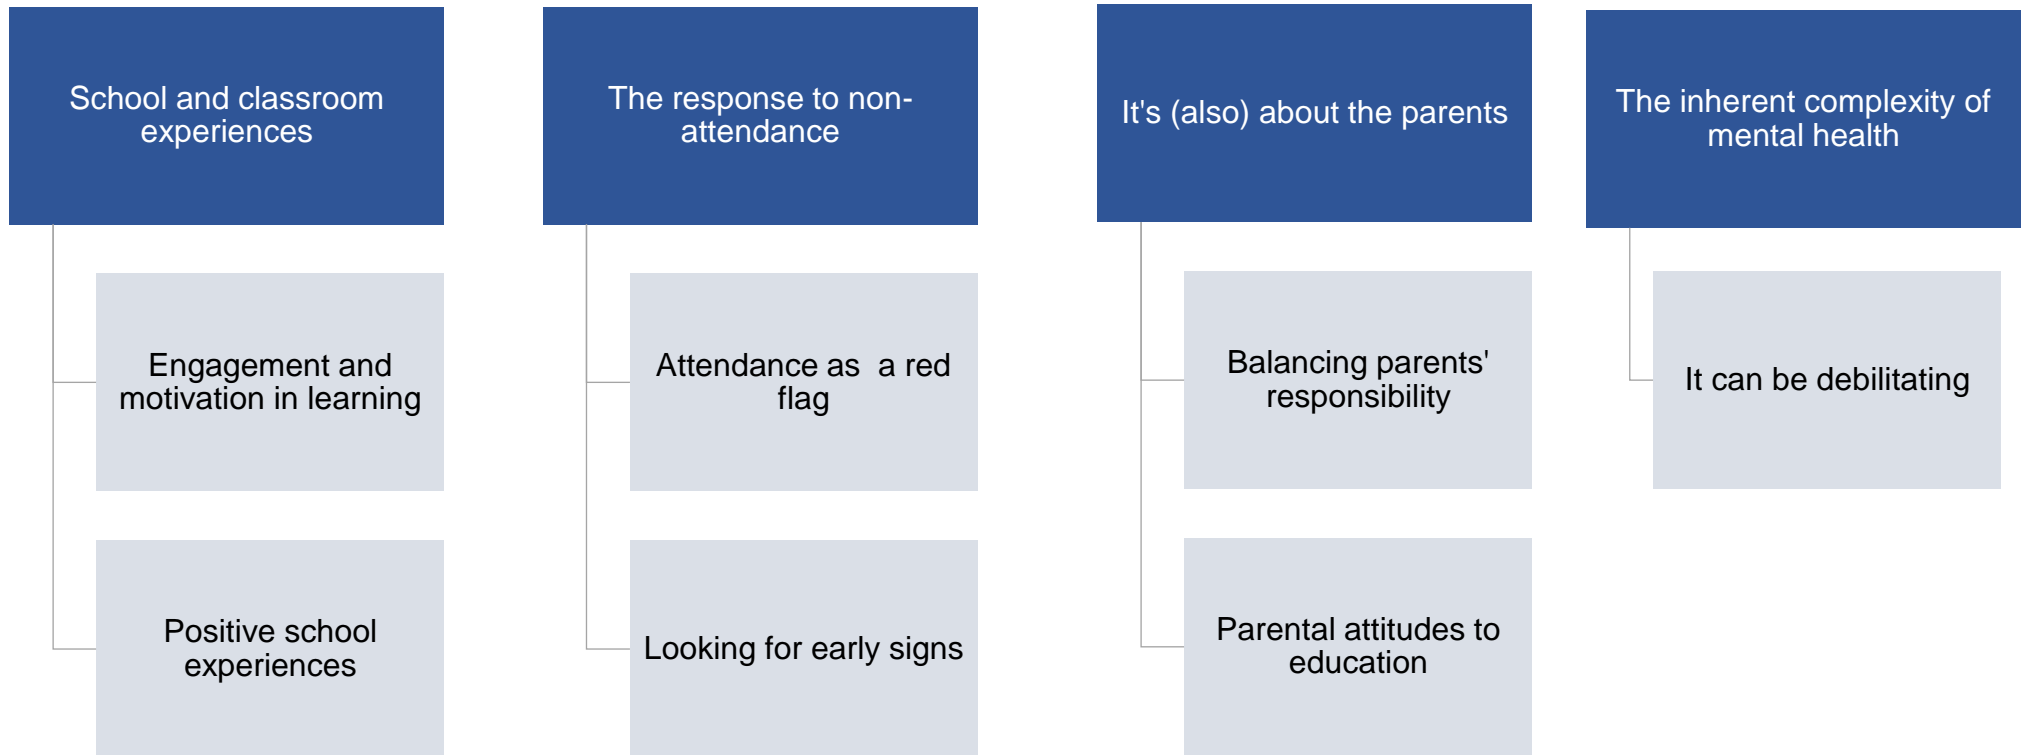 School and classroom
experiences
Engagement and
motivation in learning
Positive school
experiences
The response to non-
attendance
Attendance as  a red
flag
Looking for early signs
It's (also) about the parents
Balancing parents'
responsibility
Parental attitudes to
education
The inherent complexity of
mental health
It can be debilitating